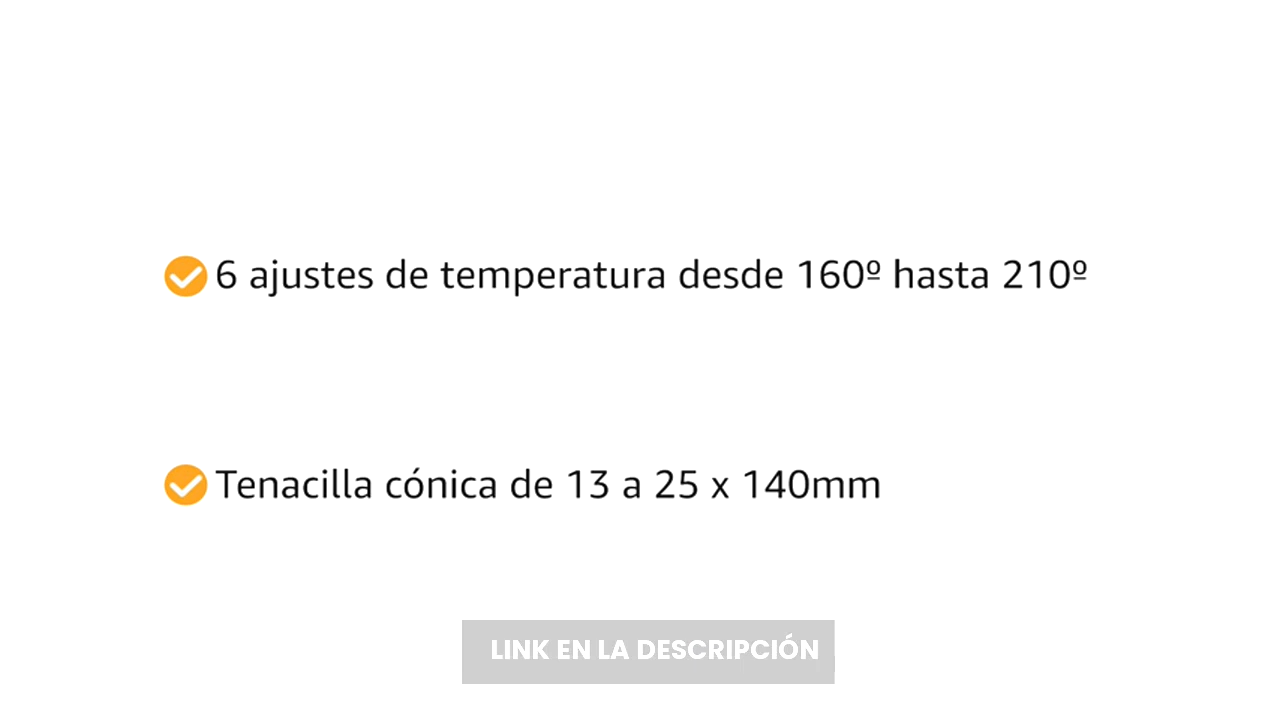 6 ajustes de temperatura desde 160º hasta 210º
Tenacilla cónica de 13 a 25 x 140mm
LINK EN LA DESCRIPCIÓN